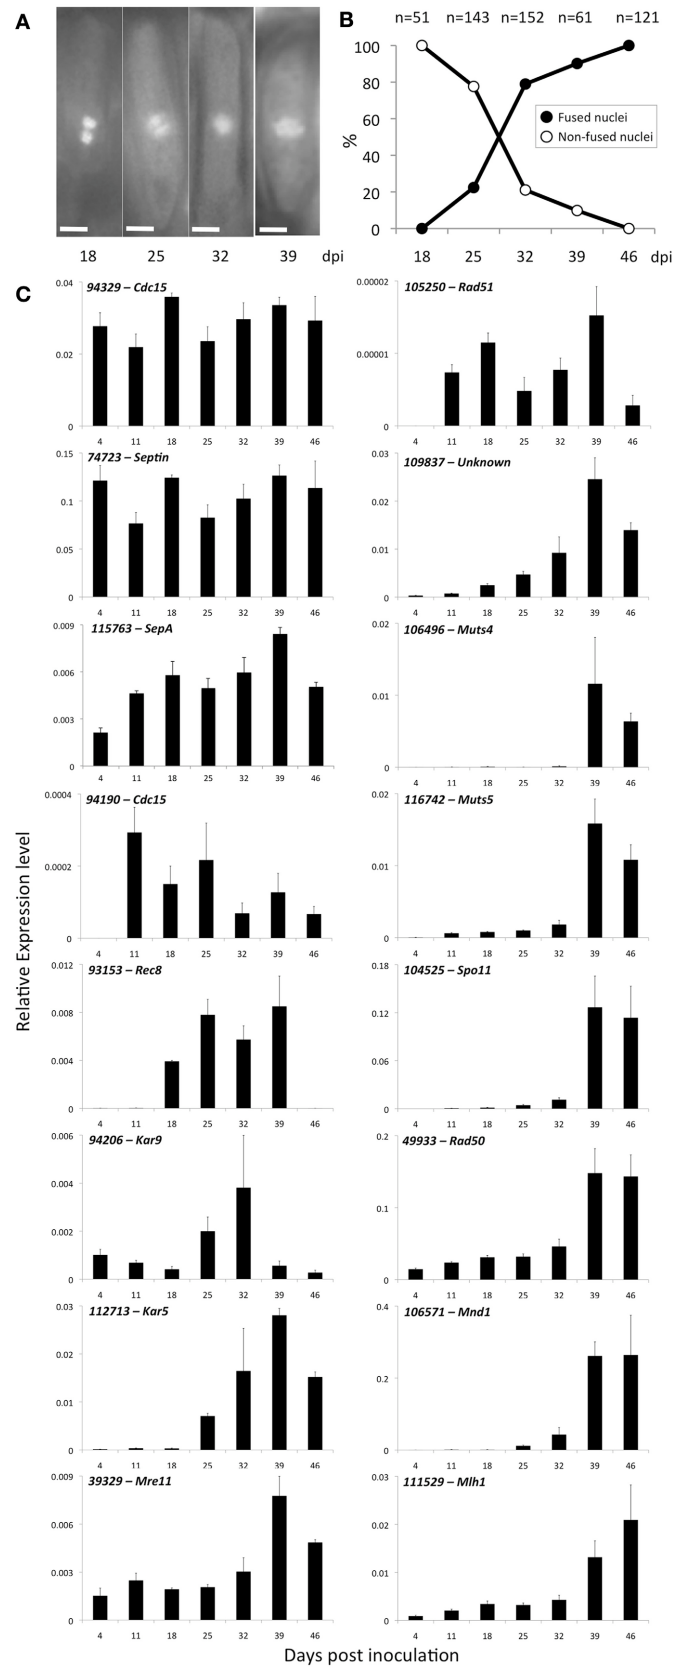 A
18 25 32 39 dpi
B
n=51 n=143 n=152 n=61 n=121
100
80
60
40
20
0
%
Fused nuclei
Non-fused nuclei
18 25 32 39 46 dpi
C
Relative Expression level
94329 – Cdc15
0.04
0.02
0
4 11 18 25 32 39 46
105250 – Rad51
0.00002
0.00001
0
4 11 18 25 32 39 46
74723 – Septin
0.15
0.1
0.05
0
4 11 18 25 32 39 46
109837 – Unknown
0.03
0.02
0.01
0
4 11 18 25 32 39 46
115763 – SepA
0.009
0.006
0.003
0
4 11 18 25 32 39 46
106496 – Muts4
0.02
0.01
0
4 11 18 25 32 39 46
94190 – Cdc15
0.0004
0.0002
0
4 11 18 25 32 39 46
116742 – Muts5
0.02
0.01
0
4 11 18 25 32 39 46
93153 – Rec8
0.012
0.008
0.004
0
4 11 18 25 32 39 46
104525 – Spo11
0.18
0.12
0.06
0
4 11 18 25 32 39 46
94206 – Kar9
0.006
0.004
0.002
0
4 11 18 25 32 39 46
49933 – Rad50
0.2
0.1
0
4 11 18 25 32 39 46
112713 – Kar5
0.03
0.02
0.01
0
4 11 18 25 32 39 46
106571 – Mnd1
0.4
0.2
0
4 11 18 25 32 39 46
39329 – Mre11
0.009
0.006
0.003
0
4 11 18 25 32 39 46
111529 – Mlh1
0.03
0.02
0.01
0
4 11 18 25 32 39 46
Days post inoculation